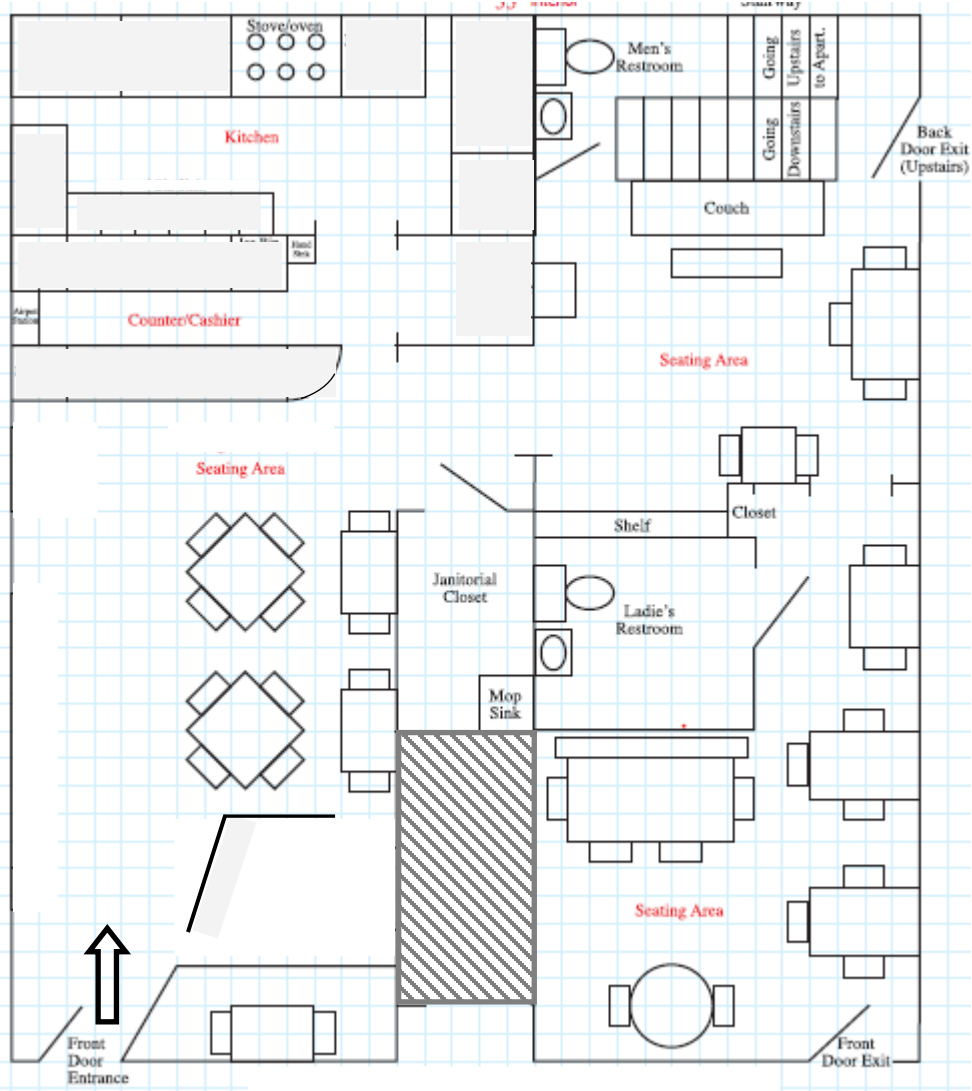 Stove/oven
Men's
Restroom
Going
Upstairs
to Apart.
Kitchen
Going
Downstairs
Back
Door Exit
(Upstairs)
Couch
Hand
Sink
Counter/Cashier
Seating Area
Seating Area
Closet
Shelf
Janitorial
Closet
Ladie's
Restroom
Mop
Sink
Seating Area
Front
Door
Entrance
Front
Door Exit